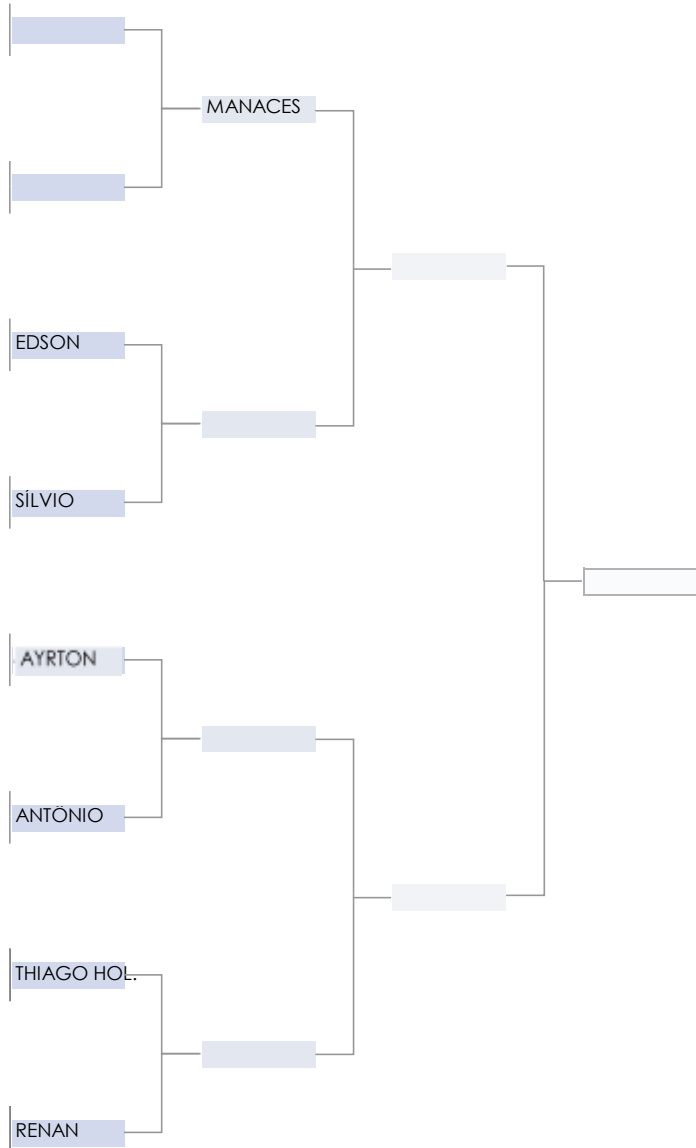 MANACES
EDSON
SÍLVIO
AYRTON
ANTÔNIO
THIAGO HOL.
RENAN